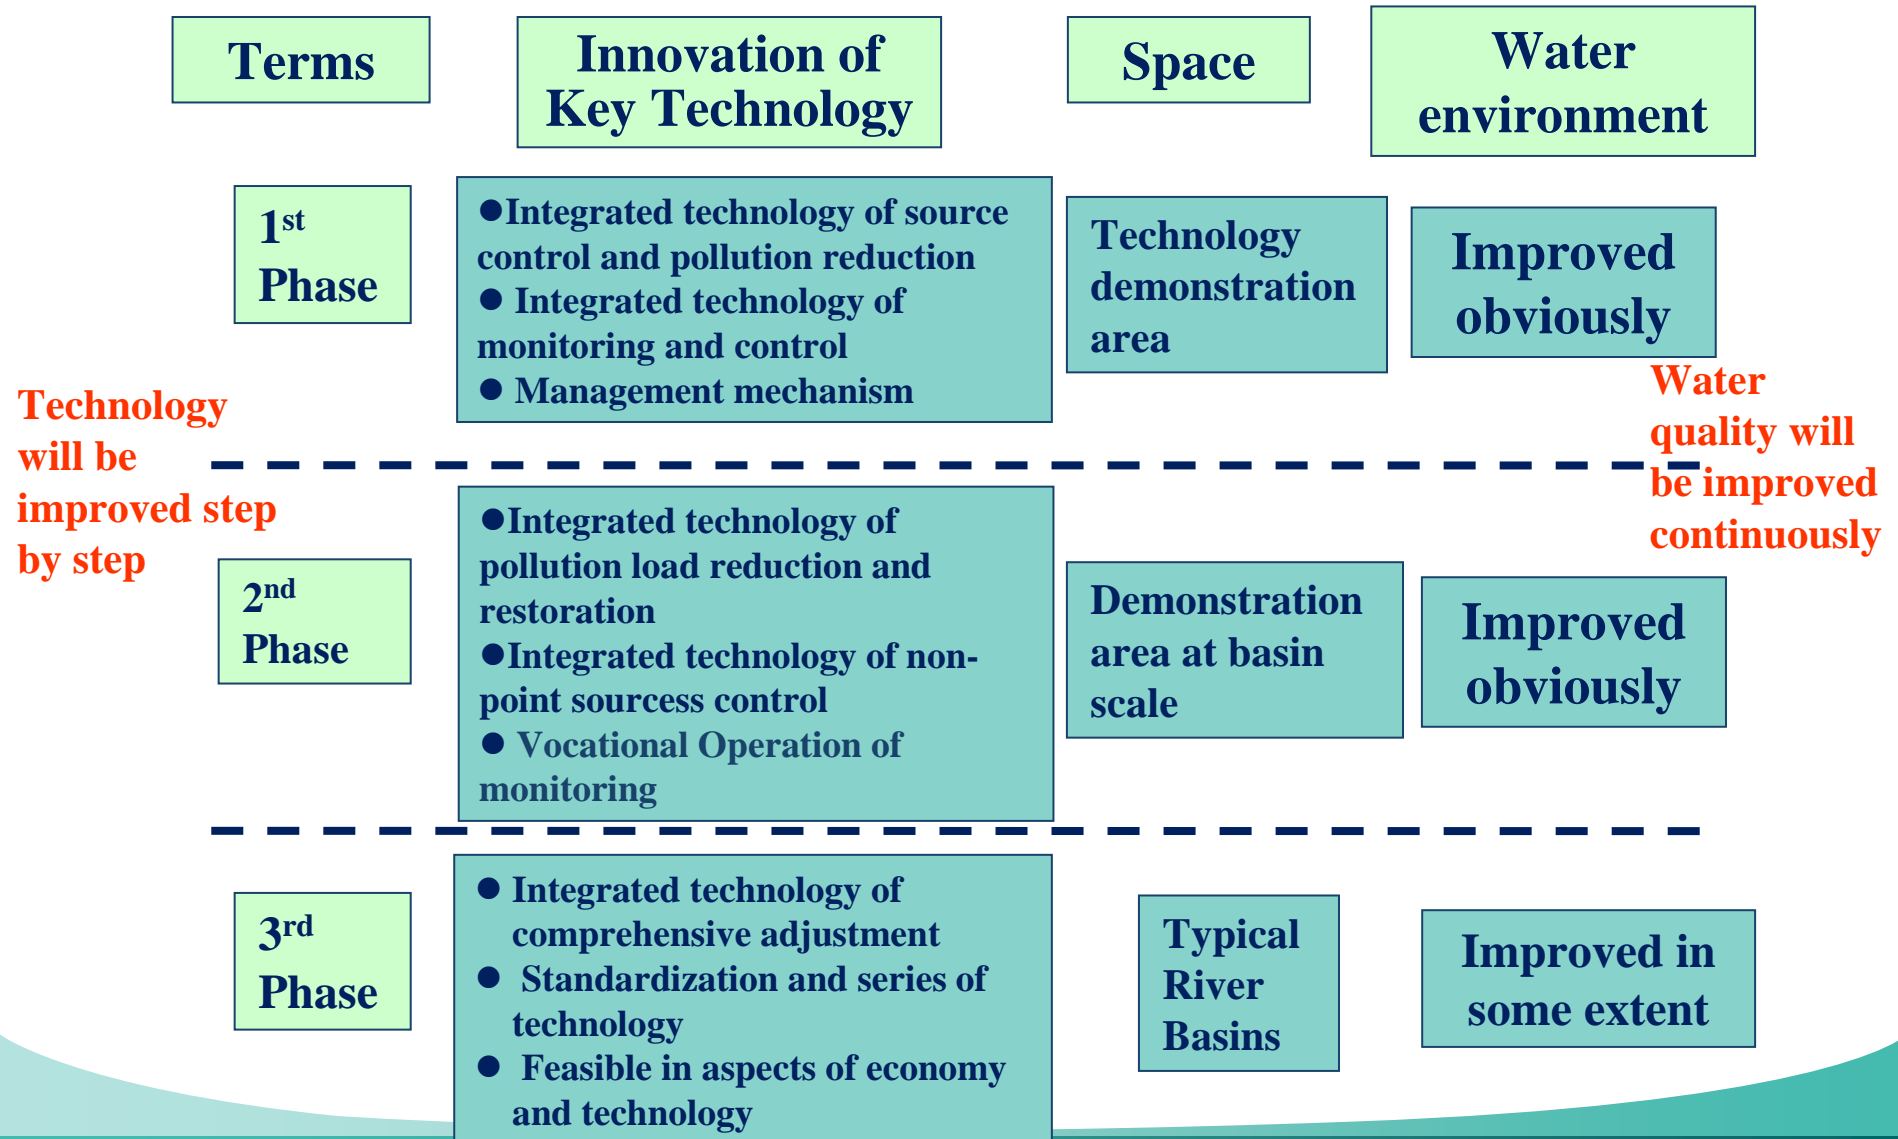 Terms
Innovation of
Key Technology
Space
Water
environment
1st
Phase
●Integrated technology of source
control and pollution reduction
● Integrated technology of
monitoring and control
● Management mechanism
Technology
demonstration
area
Improved
obviously
Technology
will be
improved step
by step
Water
quality will
be improved
continuously
2nd
Phase
●Integrated technology of
pollution load reduction and
restoration
●Integrated technology of non-
point sourcess control
● Vocational Operation of
monitoring
Demonstration
area at basin
scale
Improved
obviously
3rd
Phase
● Integrated technology of
comprehensive adjustment
● Standardization and series of
technology
● Feasible in aspects of economy
and technology
Typical
River
Basins
Improved in
some extent